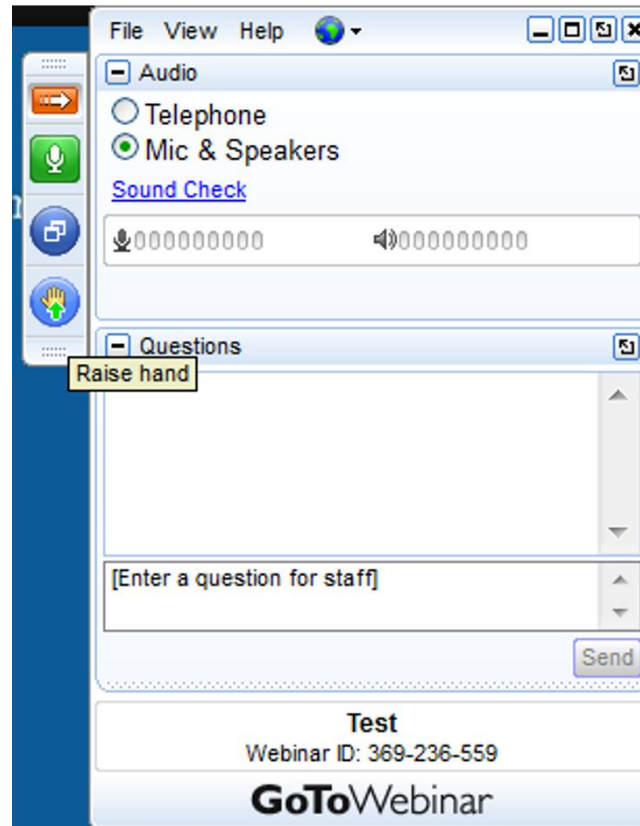 File View Help
Audio
Telephone
Mic & Speakers
Sound Check
000000000 000000000
Questions
Raise hand
[Enter a question for staff]
Send
Test
Webinar ID: 369-236-559
GoToWebinar